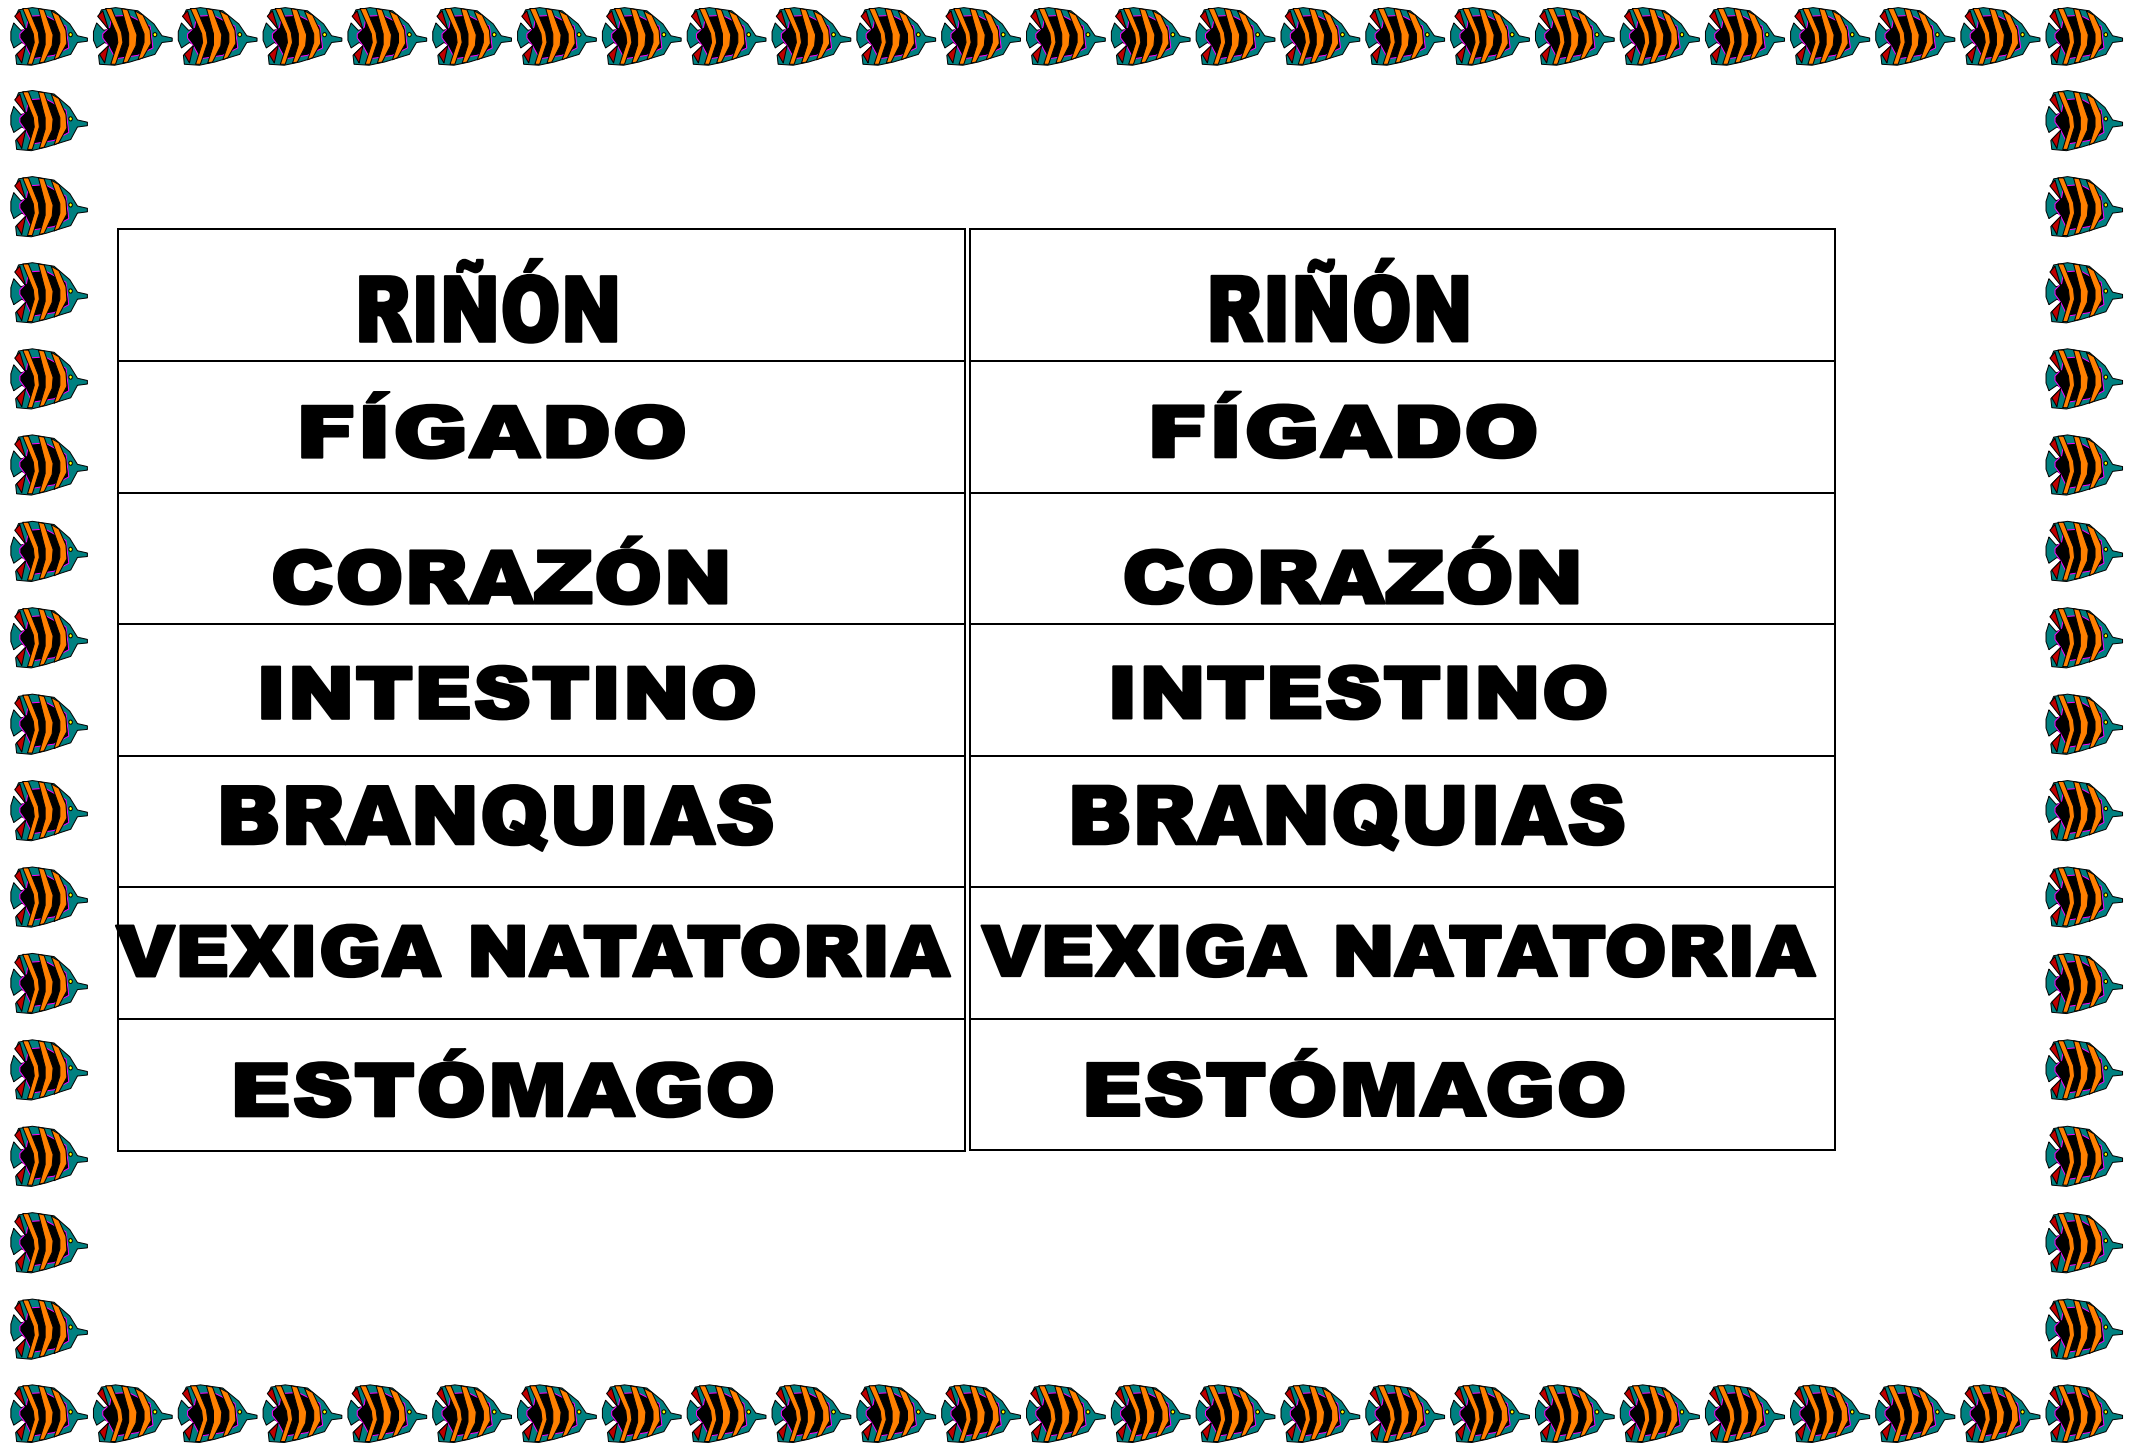 RIÑÓN RIÑÓN
FÍGADO FÍGADO
CORAZÓN CORAZÓN
INTESTINO INTESTINO
BRANQUIAS BRANQUIAS
VEXIGA NATATORIA VEXIGA NATATORIA
ESTÓMAGO ESTÓMAGO